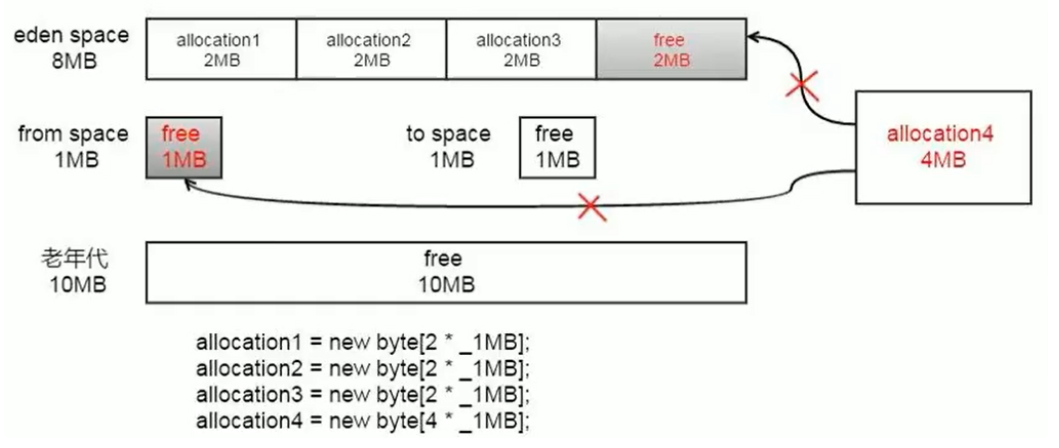 eden space
8MB
allocation1
2MB
allocation2
2MB
allocation3
2MB
free
2MB
from space
1MB
free
1MB
to space
1MB
free
1MB
allocation4
4MB
老年代
10MB
free
10MB
allocation1 = new byte[2 * _1MB];
allocation2 = new byte[2 * _1MB];
allocation3 = new byte[2 * _1MB];
allocation4 = new byte[4 * _1MB];